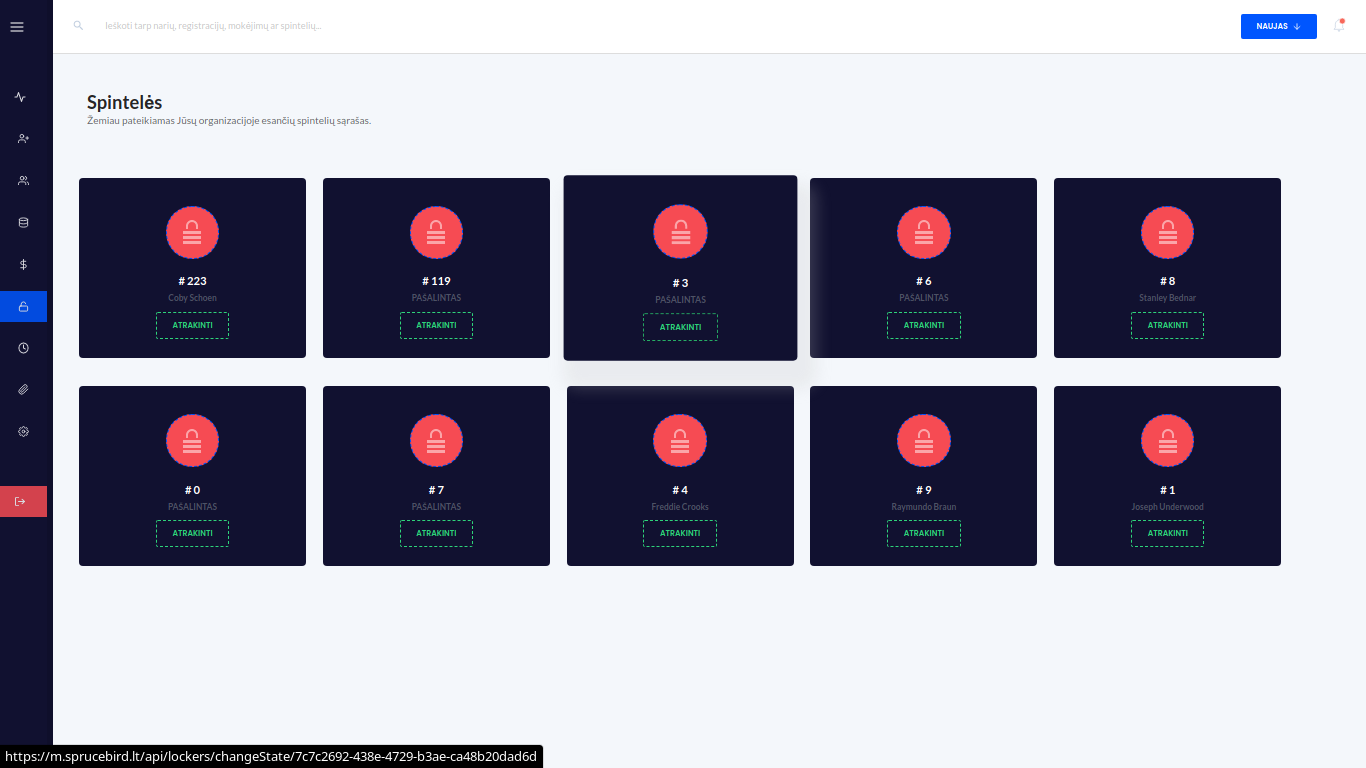 Ieškoti tarp narių, registracijų, mokėjimų ar spintelių...
NAUJAS
Spintelės
Žemiau pateikiamas Jūsų organizacijoje esančių spintelių sąrašas.
# 223
Coby Schoen
ATRAKINTI
# 119
PAŠALINTAS
ATRAKINTI
# 3
PAŠALINTAS
ATRAKINTI
# 6
PAŠALINTAS
ATRAKINTI
# 8
Stanley Bednar
ATRAKINTI
# 0
PAŠALINTAS
ATRAKINTI
# 7
PAŠALINTAS
ATRAKINTI
# 4
Freddie Crooks
ATRAKINTI
# 9
Raymundo Braun
ATRAKINTI
# 1
Joseph Underwood
ATRAKINTI
https://m.sprucebird.lt/api/lockers/changeState/7c7c2692-438e-4729-b3ae-ca48b20dad6d